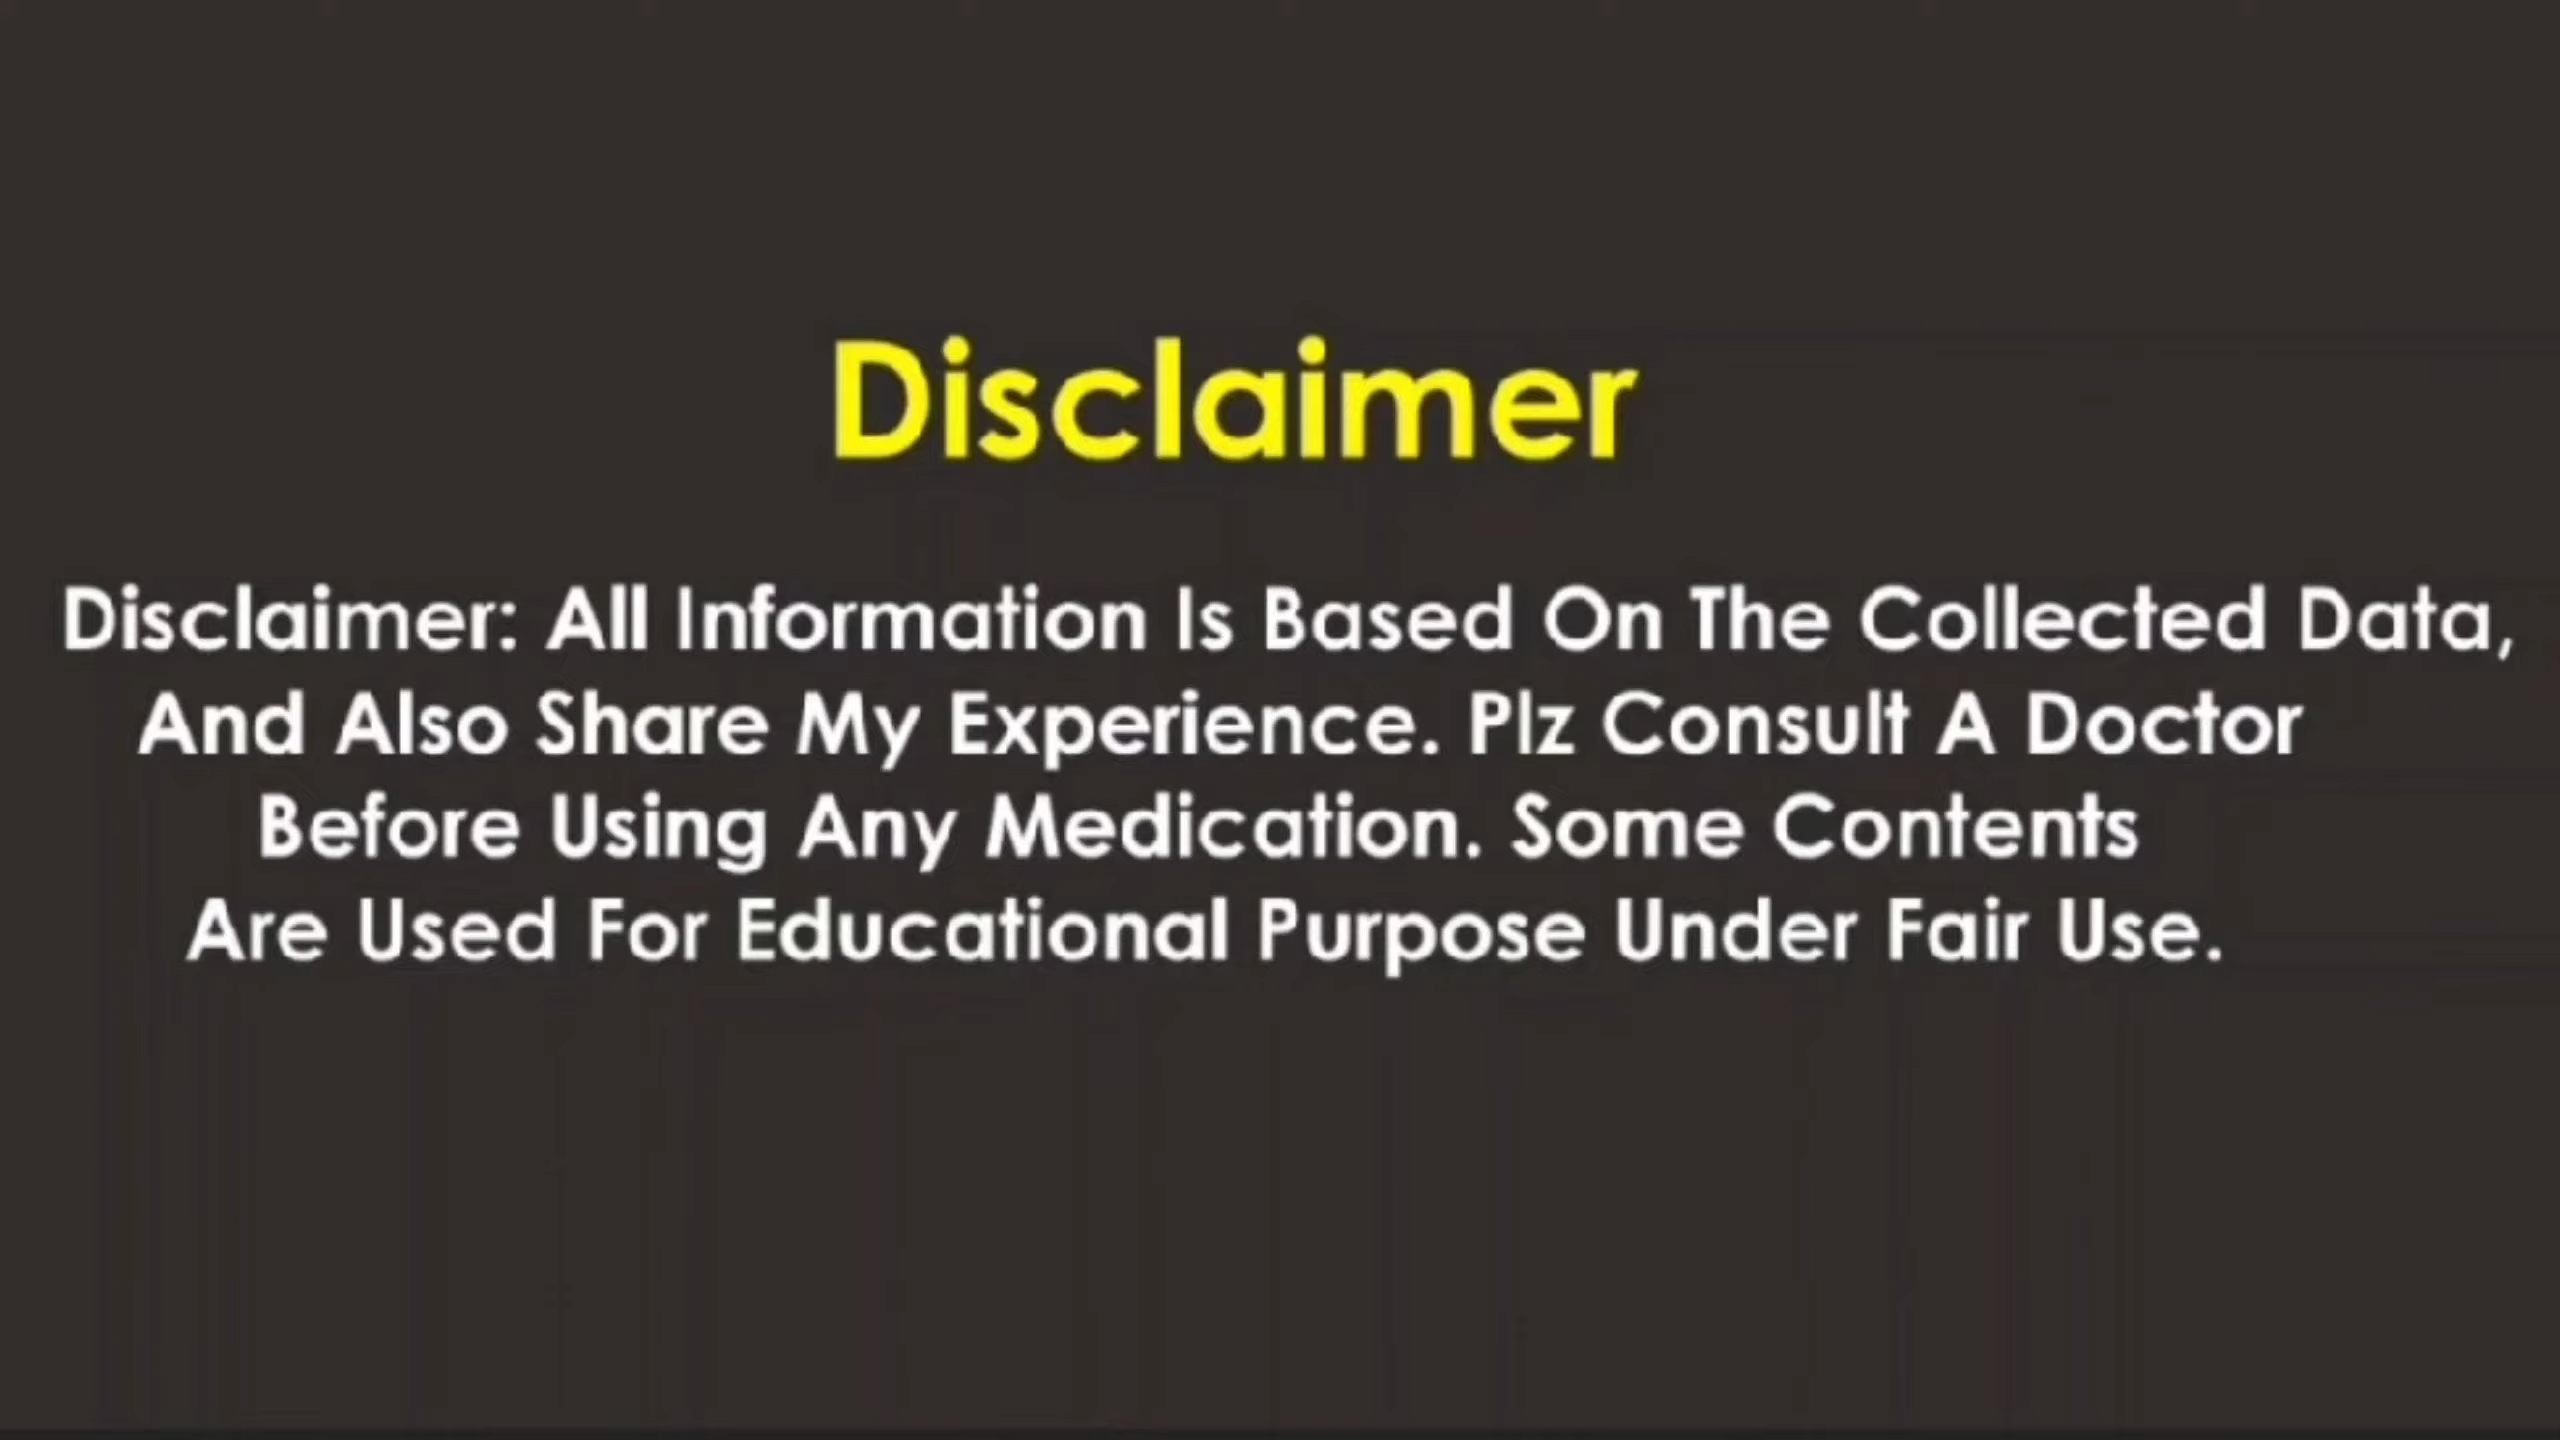 Disclaimer
Disclaimer: All Information Is Based On The Collected Data,
And Also Share My Experience. Plz Consult A Doctor
Before Using Any Medication. Some Contents
Are Used For Educational Purpose Under Fair Use.